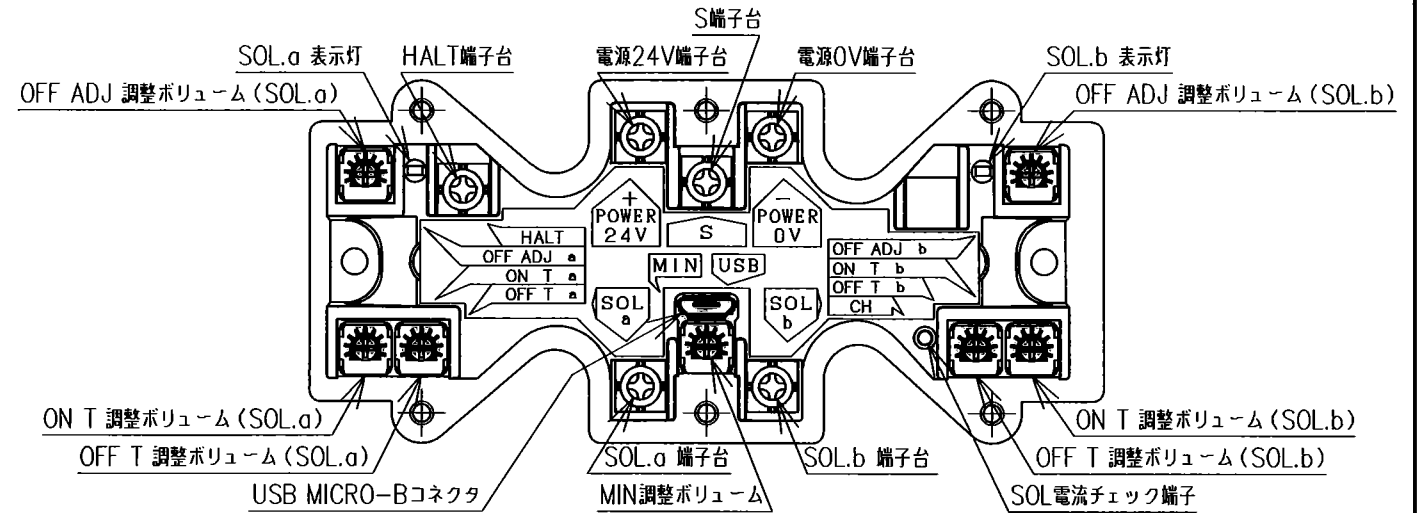 S端子台
SOL.a 表示灯
HALT端子台
電源24V端子台
電源0V端子台
SOL.b 表示灯
OFF ADJ 調整ボリューム(SOL.a)
OFF ADJ 調整ボリューム(SOL.b)
+
POWER
24V
S
−
POWER
0V
HALT
OFF ADJ a
ON T a
OFF T a
MIN
USB
OFF ADJ b
ON T b
OFF T b
CH
SOL
a
SOL
b
ON T 調整ボリューム(SOL.a)
ON T 調整ボリューム(SOL.b)
OFF T 調整ボリューム(SOL.a)
SOL.a 端子台
SOL.b 端子台
OFF T 調整ボリューム(SOL.b)
USB MICRO-Bコネクタ
MIN調整ボリューム
SOL電流チェック端子